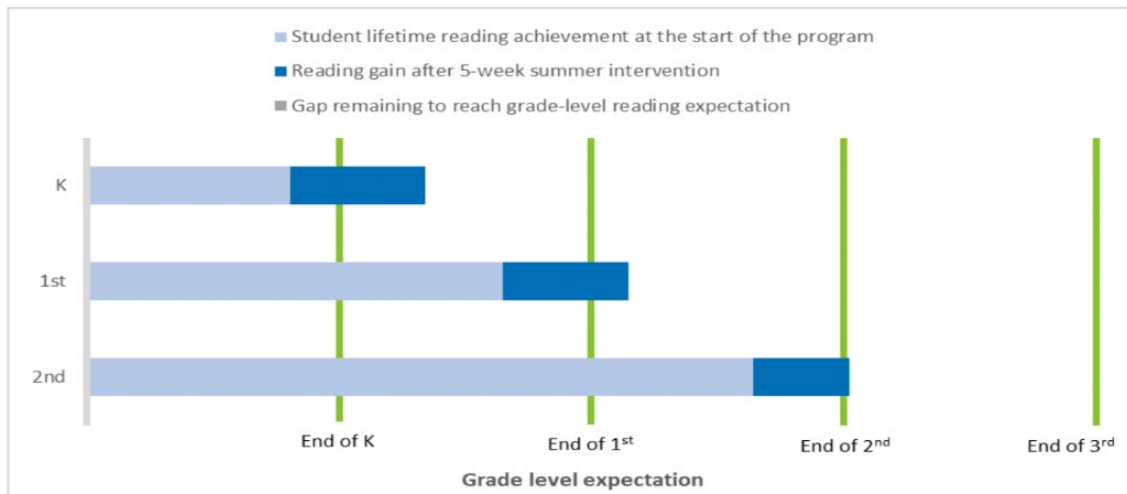 Student lifetime reading achievement at the start of the program
Reading gain after 5-week summer intervention
Gap remaining to reach grade-level reading expectation
K
1st
2nd
End of K
End of 1st
End of 2nd
End of 3rd
Grade level expectation